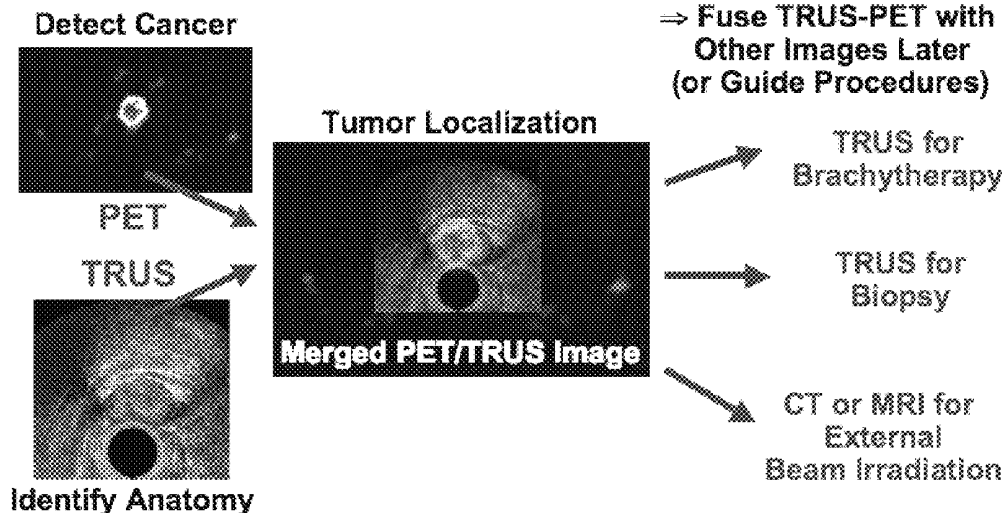 Detect Cancer
PET
TRUS
Identify Anatomy
Tumor Localization
Merged PET/TRUS Image
⇒ Fuse TRUS-PET with
Other Images Later
(or Guide Procedures)
TRUS for
Brachytherapy
TRUS for
Biopsy
CT or MRI for
External
Beam Irradiation